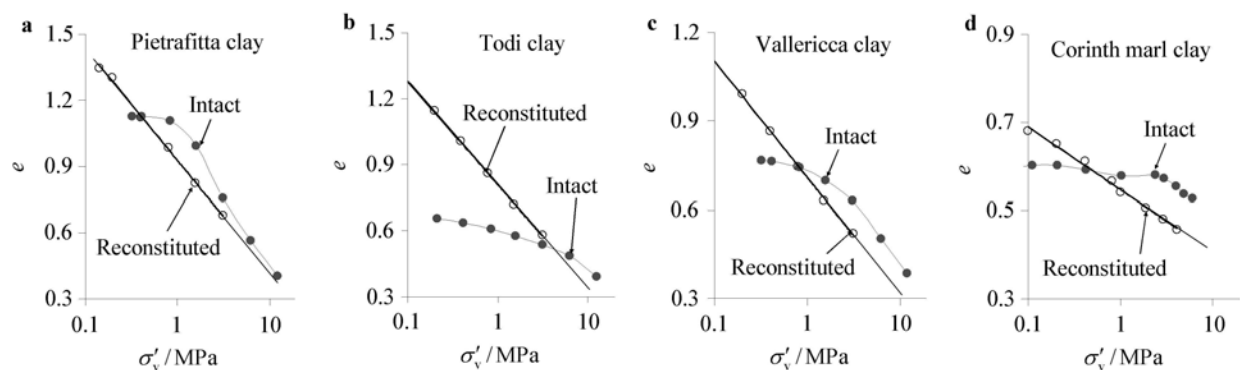 a
Pietrafitta clay
1.5
1.2
0.9
0.6
0.3
e
Intact
Reconstituted
0.1
1
10
σ′v / MPa
b
Todi clay
1.5
1.2
0.9
0.6
0.3
e
Reconstituted
Intact
0.1
1
10
σ′v / MPa
c
Vallericca clay
1.2
0.9
0.6
0.3
e
Intact
Reconstituted
0.1
1
10
σ′v / MPa
d
Corinth marl clay
0.9
0.7
0.5
0.3
e
Intact
Reconstituted
0.1
1
10
σ′v / MPa